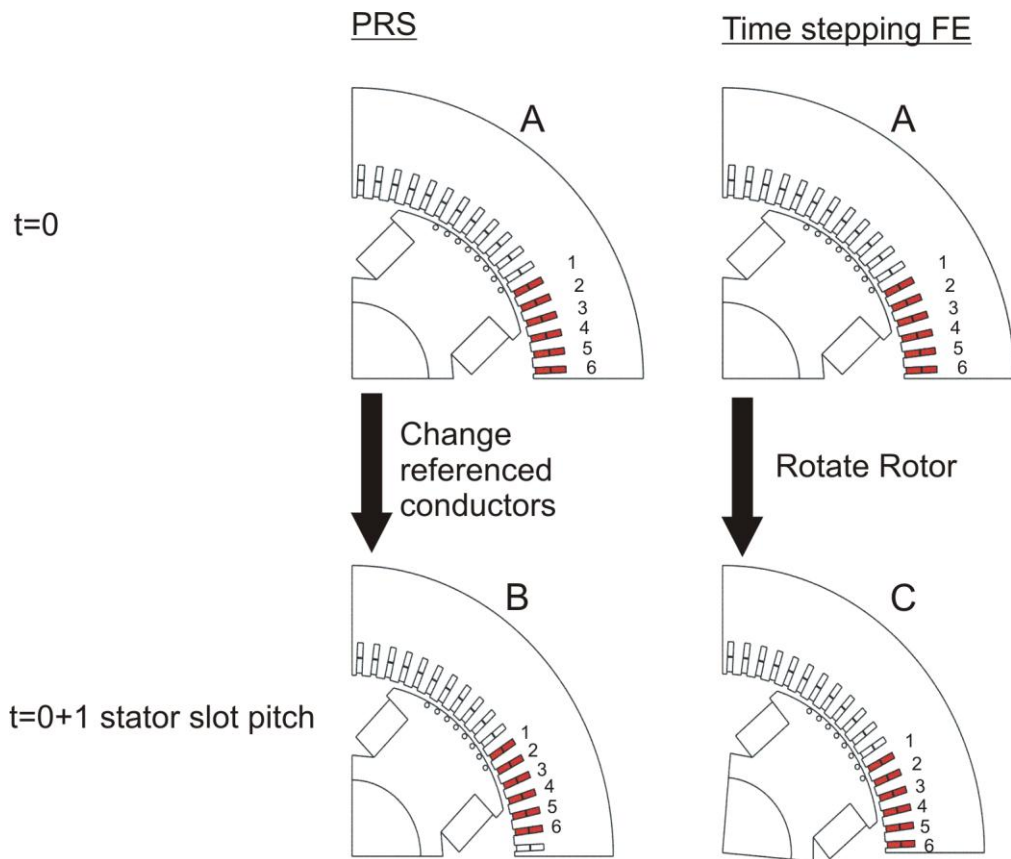 PRS
Time stepping FE
A
A
t=0
1
2
3
4
5
6
1
2
3
4
5
6
Change
referenced
conductors
Rotate Rotor
B
C
t=0+1 stator slot pitch
1
2
3
4
5
6
1
2
3
4
5
6